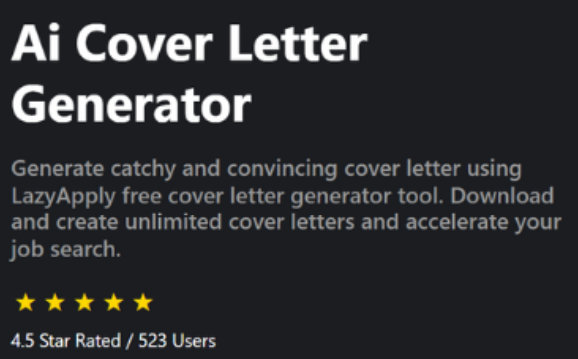 Ai Cover Letter
Generator
Generate catchy and convincing cover letter using
LazyApply free cover letter generator tool. Download
and create unlimited cover letters and accelerate your
job search.
4.5 Star Rated / 523 Users